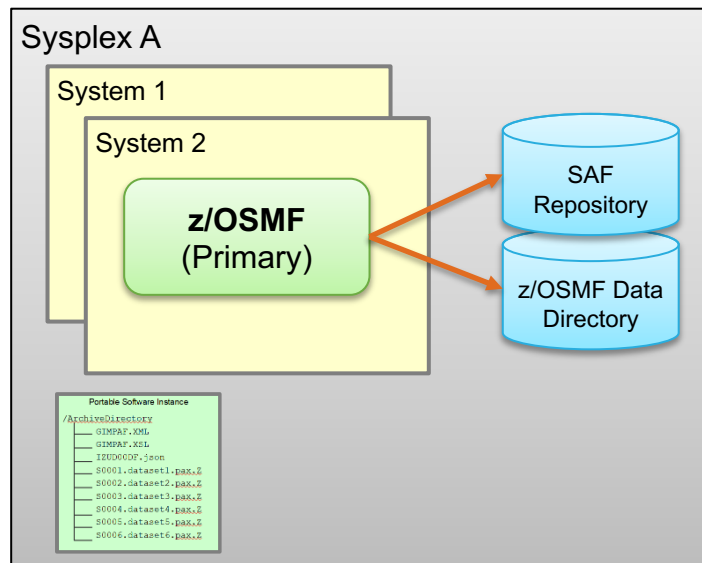 Sysplex A
System 1
System 2
z/OSMF
(Primary)
SAF
Repository
z/OSMF Data
Directory
Portable Software Instance
/ArchiveDirectory
GIMPAF.XML
GIMPAF.XSL
IZUD00DF.json
S0001.dataset1.pax.Z
S0002.dataset2.pax.Z
S0003.dataset3.pax.Z
S0004.dataset4.pax.Z
S0005.dataset5.pax.Z
S0006.dataset6.pax.Z